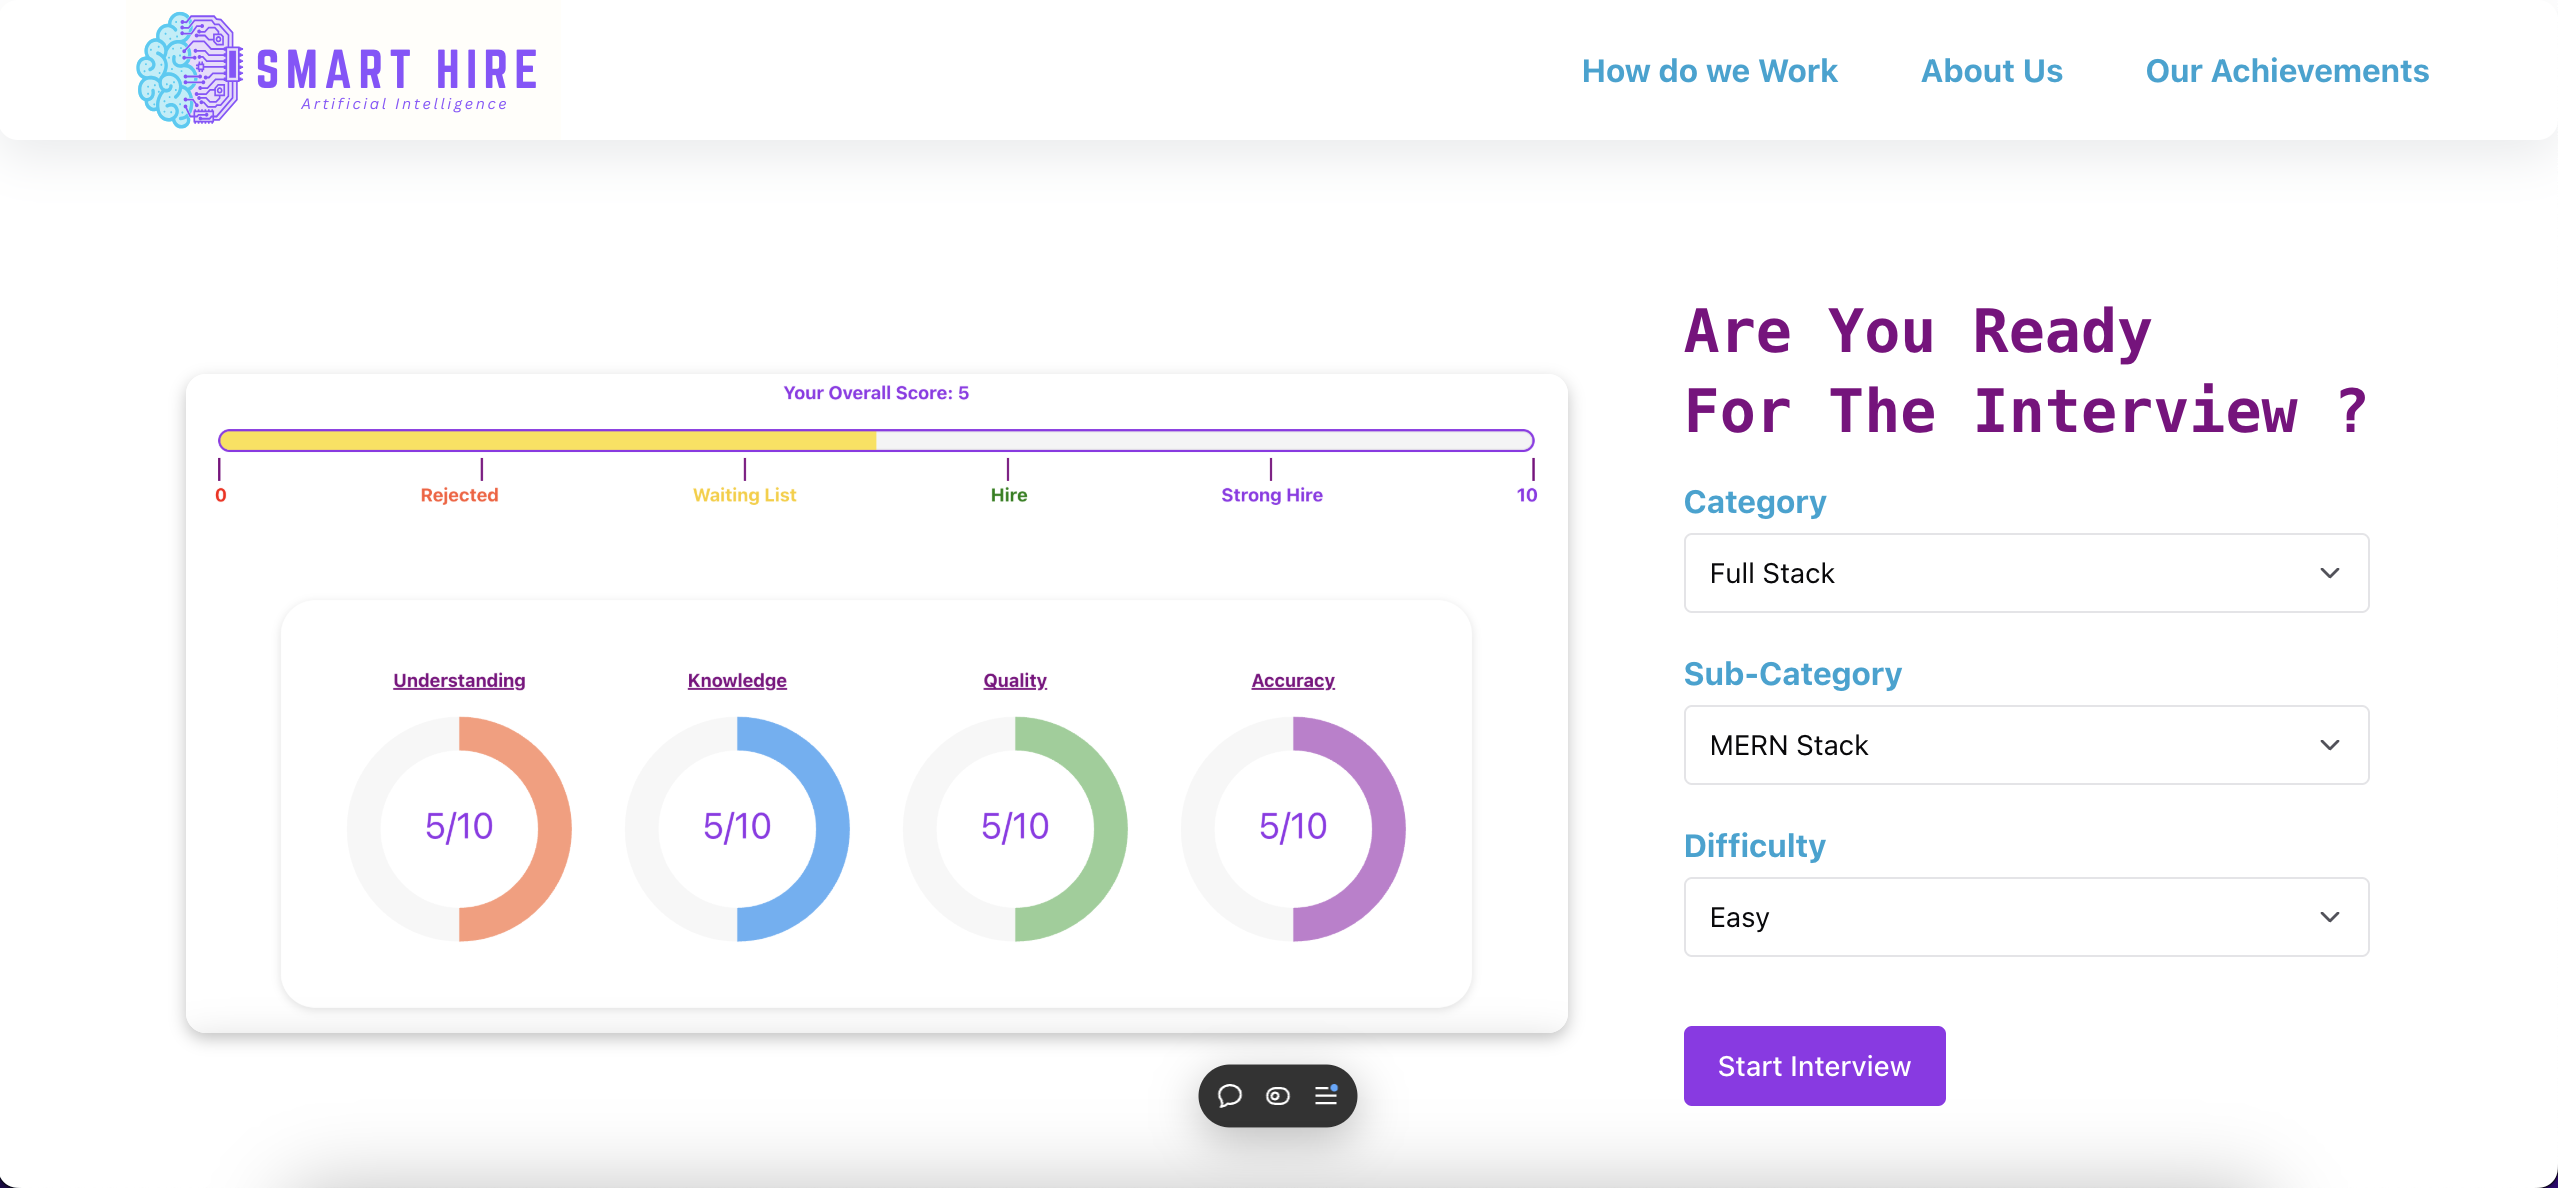 SMART HIRE
Artificial Intelligence
How do we Work
About Us
Our Achievements
Your Overall Score: 5
0
Rejected
Waiting List
Hire
Strong Hire
10
Understanding
Knowledge
Quality
Accuracy
5/10
5/10
5/10
5/10
Are You Ready
For The Interview ?
Category
Full Stack
Sub-Category
MERN Stack
Difficulty
Easy
Start Interview